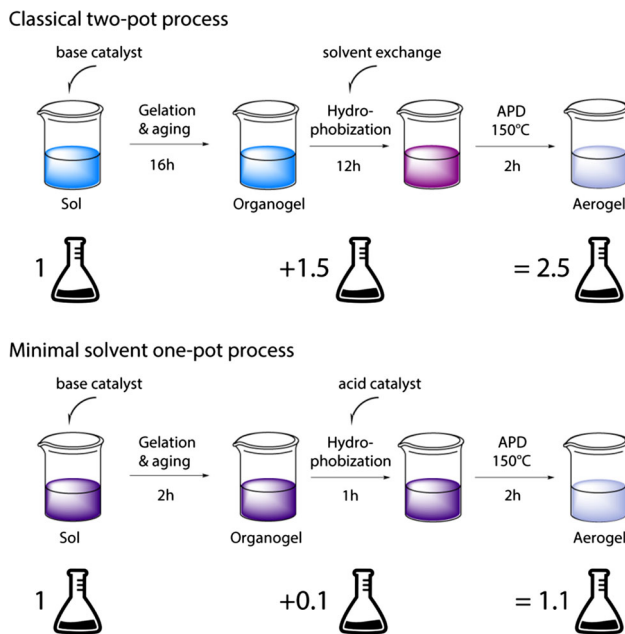 Classical two-pot process
base catalyst
solvent exchange
Gelation
& aging
16h
Hydro-
phobization
12h
APD
150°C
2h
Sol
Organogel
Aerogel
1
+1.5
= 2.5
Minimal solvent one-pot process
base catalyst
acid catalyst
Gelation
& aging
2h
Hydro-
phobization
1h
APD
150°C
2h
Sol
Organogel
Aerogel
1
+0.1
= 1.1